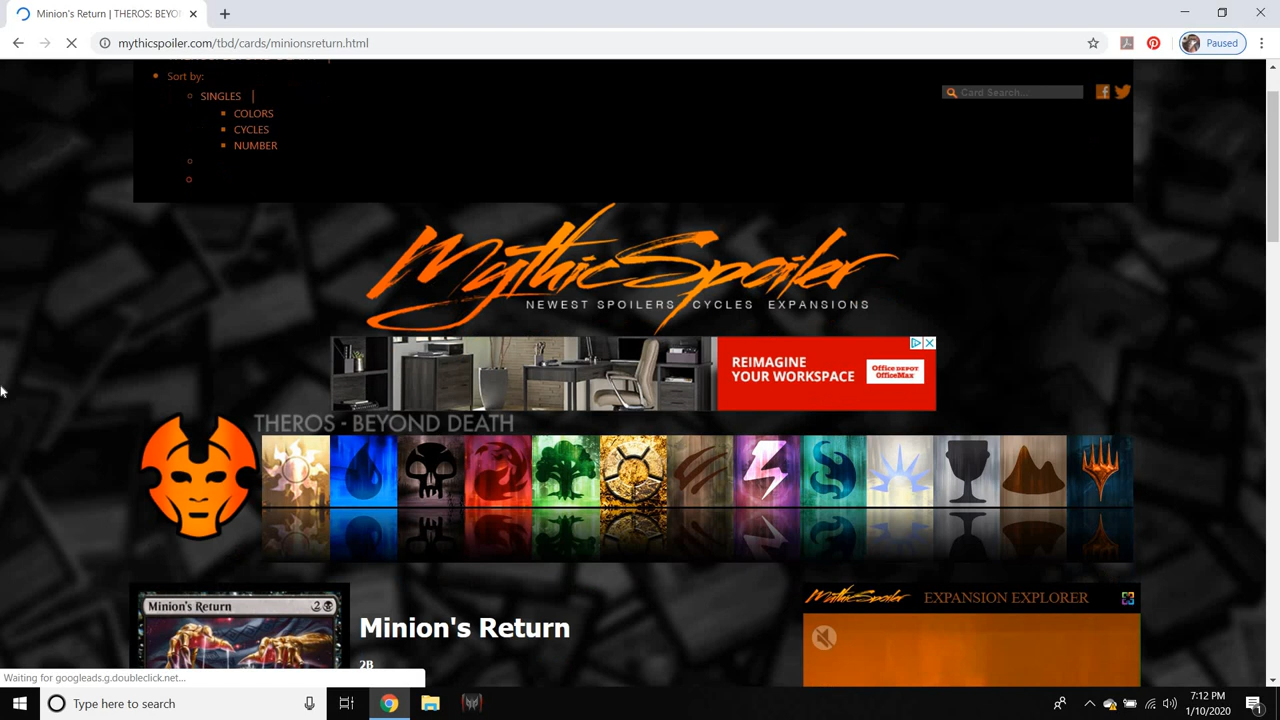 Minion's Return | THEROS: BEYO
mythicspoiler.com/tbd/cards/minionsreturn.html
Paused
Sort by:
SINGLES |
COLORS
CYCLES
NUMBER
Card Search...
MythicSpoiler
NEWEST SPOILERS CYCLES EXPANSIONS
REIMAGINE
YOUR WORKSPACE
Office DEPOT
OfficeMax
THEROS - BEYOND DEATH
Minion's Return 2
Minion's Return
2B
MythicSpoiler EXPANSION EXPLORER
Waiting for googleads.g.doubleclick.net...
Type here to search
7:12 PM
1/10/2020
1